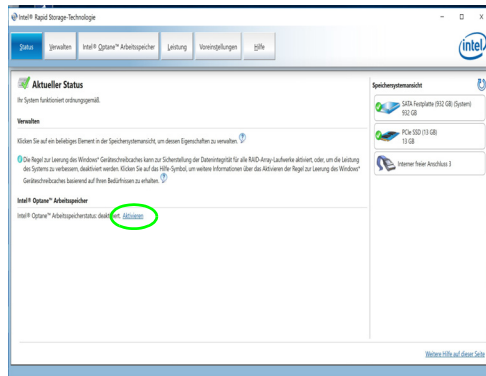 Intel® Rapid Storage-Technologie
Status Verwalten Intel® Optane™ Arbeitsspeicher Leistung Voreinstellungen Hilfe
intel
Aktueller Status
Ihr System funktioniert ordnungsgemäß.
Verwalten
Klicken Sie auf ein beliebiges Element in der Speichersystemansicht, um dessen Eigenschaften zu verwalten.
Die Regel zur Leerung des Windows* Geräteschreibcaches kann zur Sicherstellung der Datenintegrität für alle RAID-Array-Laufwerke aktiviert, oder, um die Leistung
des Systems zu verbessern, deaktiviert werden. Klicken Sie auf das Hilfe-Symbol, um weitere Informationen über das Aktivieren der Regel zur Leerung des Windows*
Geräteschreibcaches basierend auf Ihren Bedürfnissen zu erhalten.
Intel® Optane™ Arbeitsspeicher
Intel® Optane™ Arbeitsspeicherstatus: deaktiviert. Aktivieren
Speichersystemansicht
SATA Festplatte (932 GB) (System)
932 GB
PCIe SSD (13 GB)
13 GB
Interner freier Anschluss 3
Weitere Hilfe auf dieser Seite